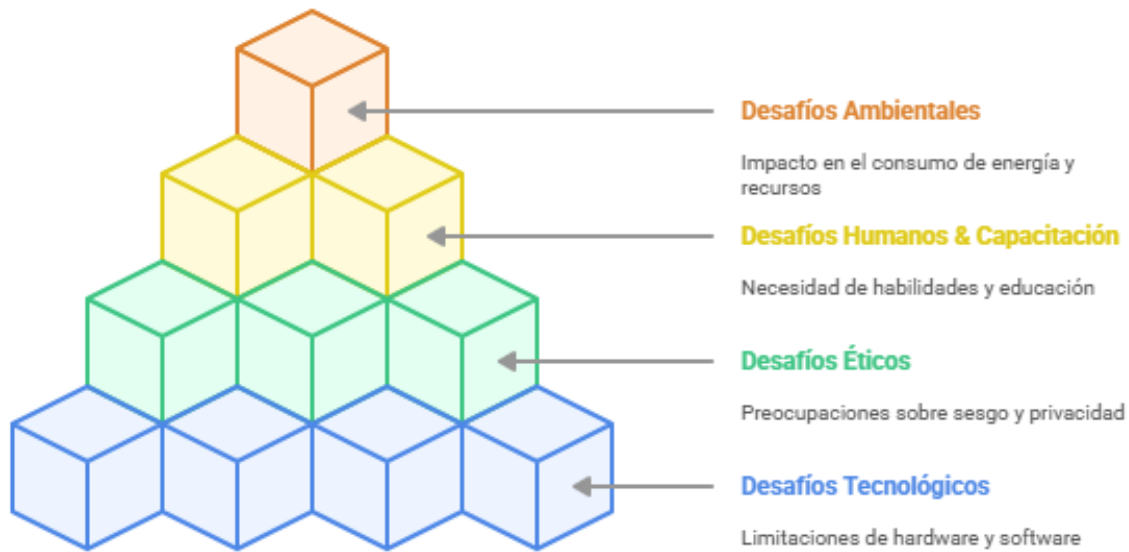 Desafíos Ambientales
Impacto en el consumo de energía y
recursos
Desafíos Humanos & Capacitación
Necesidad de habilidades y educación
Desafíos Éticos
Preocupaciones sobre sesgo y privacidad
Desafíos Tecnológicos
Limitaciones de hardware y software